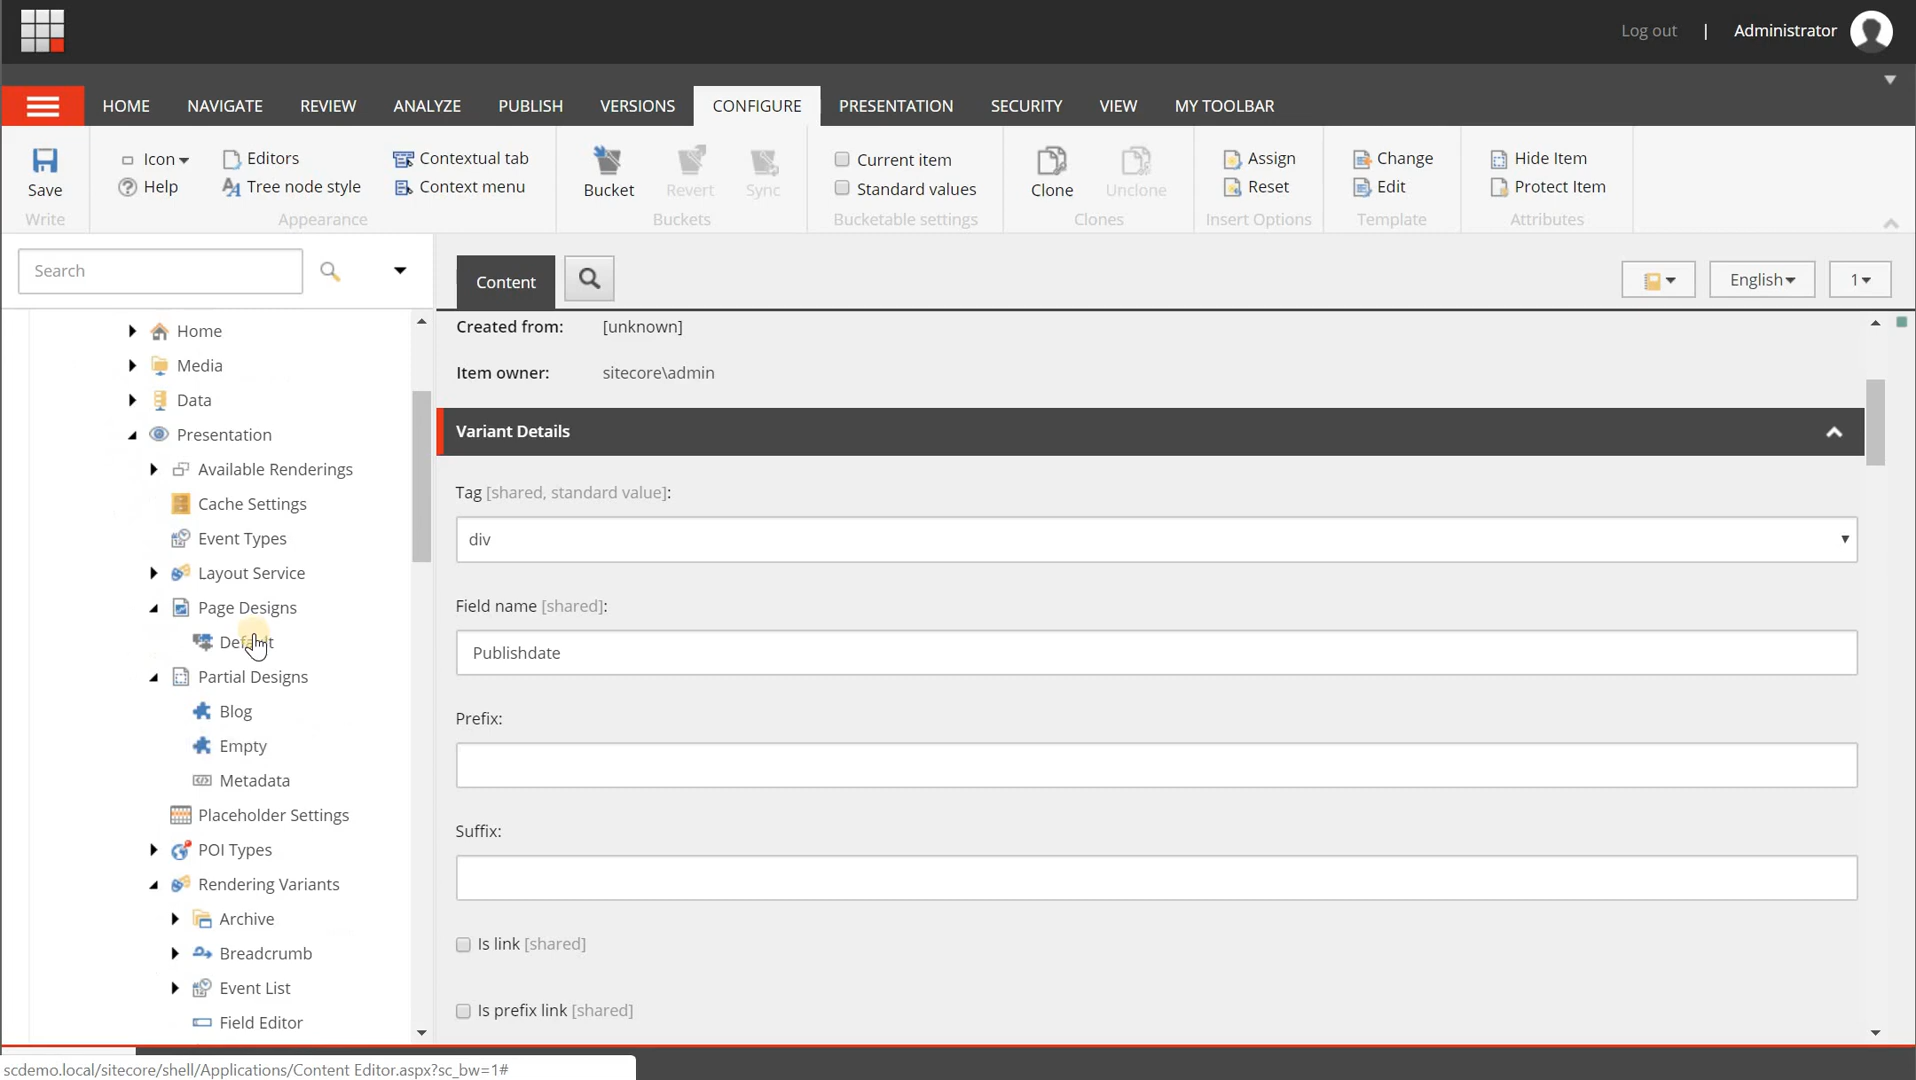 Log out | Administrator
HOME NAVIGATE REVIEW ANALYZE PUBLISH VERSIONS CONFIGURE PRESENTATION SECURITY VIEW MY TOOLBAR
Save
Write
Icon
Help
Editors
Tree node style
Contextual tab
Context menu
Appearance
Bucket
Revert
Sync
Buckets
Current item
Standard values
Bucketable settings
Clone
Unclone
Clones
Assign
Reset
Insert Options
Change
Edit
Template
Hide Item
Protect Item
Attributes
Search
Content
English
1
Home
Media
Data
Presentation
Available Renderings
Cache Settings
Event Types
Layout Service
Page Designs
Default
Partial Designs
Blog
Empty
Metadata
Placeholder Settings
POI Types
Rendering Variants
Archive
Breadcrumb
Event List
Field Editor
Created from: [unknown]
Item owner: sitecore\admin
Variant Details
Tag [shared, standard value]:
div
Field name [shared]:
Publishdate
Prefix:
Suffix:
Is link [shared]
Is prefix link [shared]
scdemo.local/sitecore/shell/Applications/Content Editor.aspx?sc_bw=1#